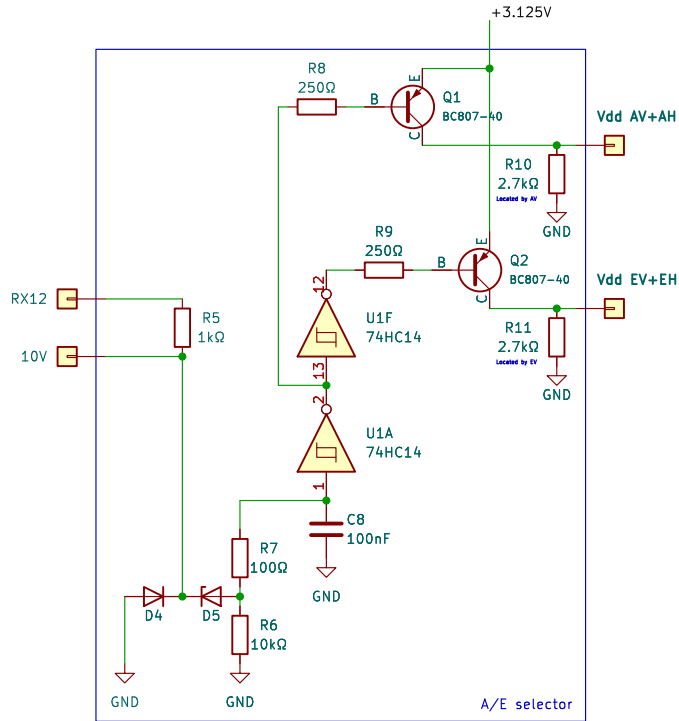 +3.125V
R8
250Ω
B
E
C
Q1
BC807-40
Vdd AV+AH
R10
2.7kΩ
Located by AV
GND
R9
250Ω
B
E
C
Q2
BC807-40
Vdd EV+EH
R11
2.7kΩ
Located by EV
GND
RX12
R5
1kΩ
10V
12
U1F
74HC14
13
2
U1A
74HC14
1
C8
100nF
GND
R7
100Ω
D4
D5
R6
10kΩ
GND
GND
A/E selector